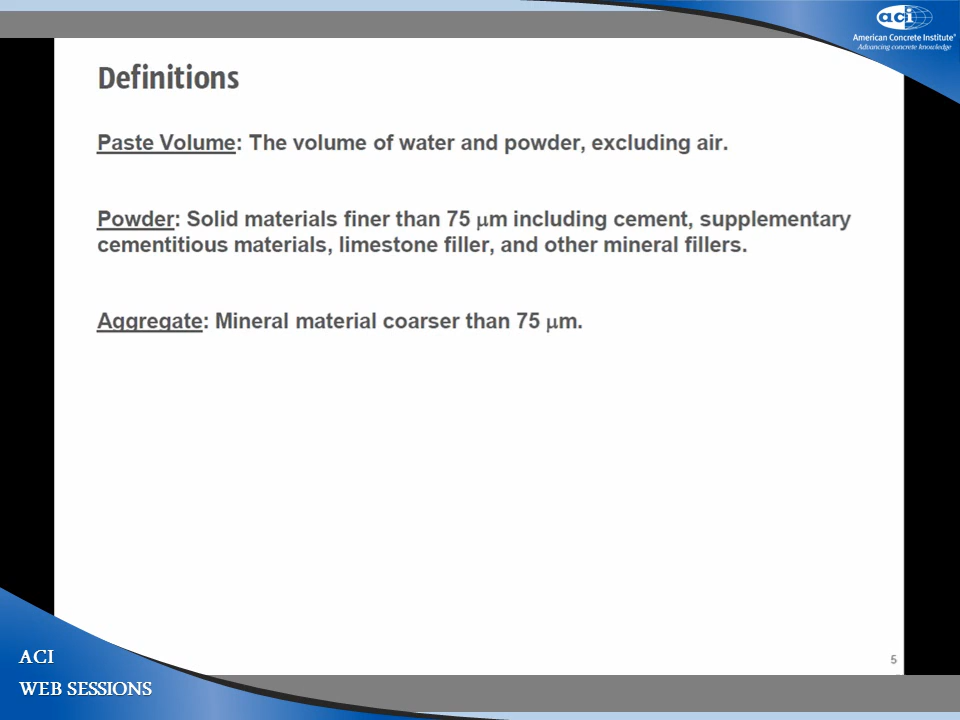 aci
American Concrete Institute®
Advancing concrete knowledge
Definitions
Paste Volume: The volume of water and powder, excluding air.
Powder: Solid materials finer than 75 μm including cement, supplementary
cementitious materials, limestone filler, and other mineral fillers.
Aggregate: Mineral material coarser than 75 μm.
5
ACI
WEB SESSIONS